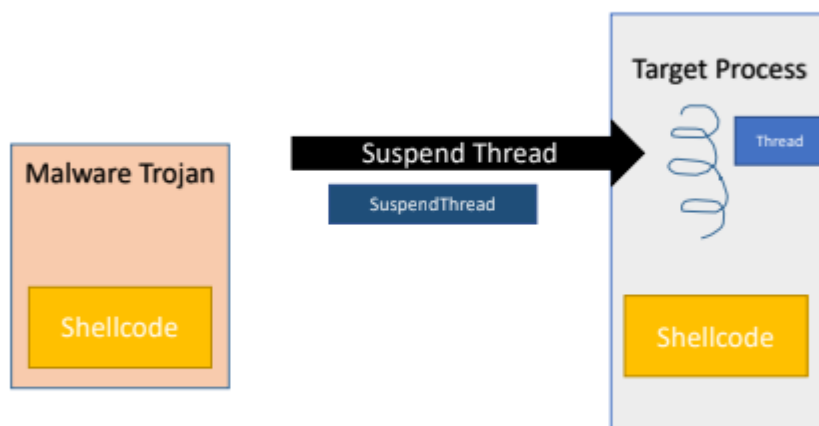 Target Process
Thread
Suspend Thread
Malware Trojan
SuspendThread
Shellcode
Shellcode